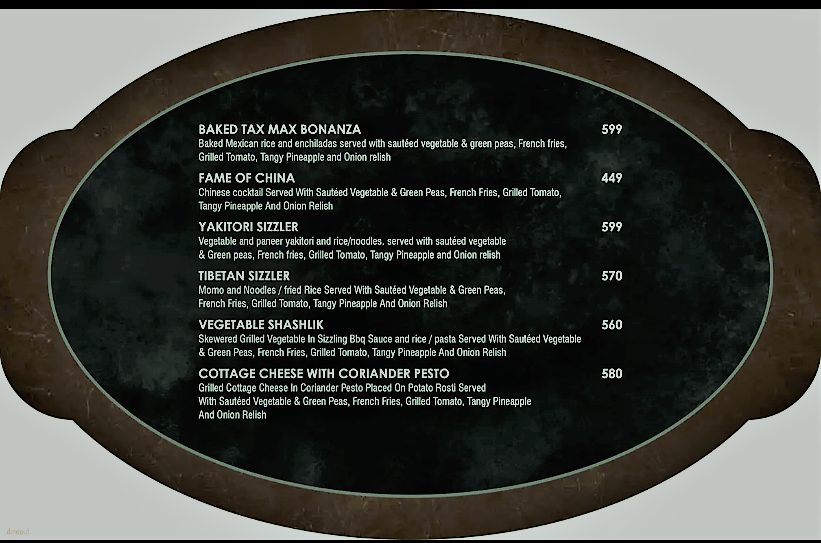 BAKED TAX MAX BONANZA 599
Baked Mexican rice and enchiladas served with sautéed vegetable & green peas, French fries,
Grilled Tomato, Tangy Pineapple and Onion relish
FAME OF CHINA 449
Chinese cocktail Served With Sautéed Vegetable & Green Peas, French Fries, Grilled Tomato,
Tangy Pineapple And Onion Relish
YAKITORI SIZZLER 599
Vegetable and paneer yakitori and rice/noodles. served with sautéed vegetable
& Green peas, French fries, Grilled Tomato, Tangy Pineapple and Onion relish
TIBETAN SIZZLER 570
Momo and Noodles / fried Rice Served With Sautéed Vegetable & Green Peas,
French Fries, Grilled Tomato, Tangy Pineapple And Onion Relish
VEGETABLE SHASHLIK 560
Skewered Grilled Vegetable In Sizzling Bbq Sauce and rice / pasta Served With Sautéed Vegetable
& Green Peas, French Fries, Grilled Tomato, Tangy Pineapple And Onion Relish
COTTAGE CHEESE WITH CORIANDER PESTO 580
Grilled Cottage Cheese In Coriander Pesto Placed On Potato Rosti Served
With Sautéed Vegetable & Green Peas, French Fries, Grilled Tomato, Tangy Pineapple
And Onion Relish